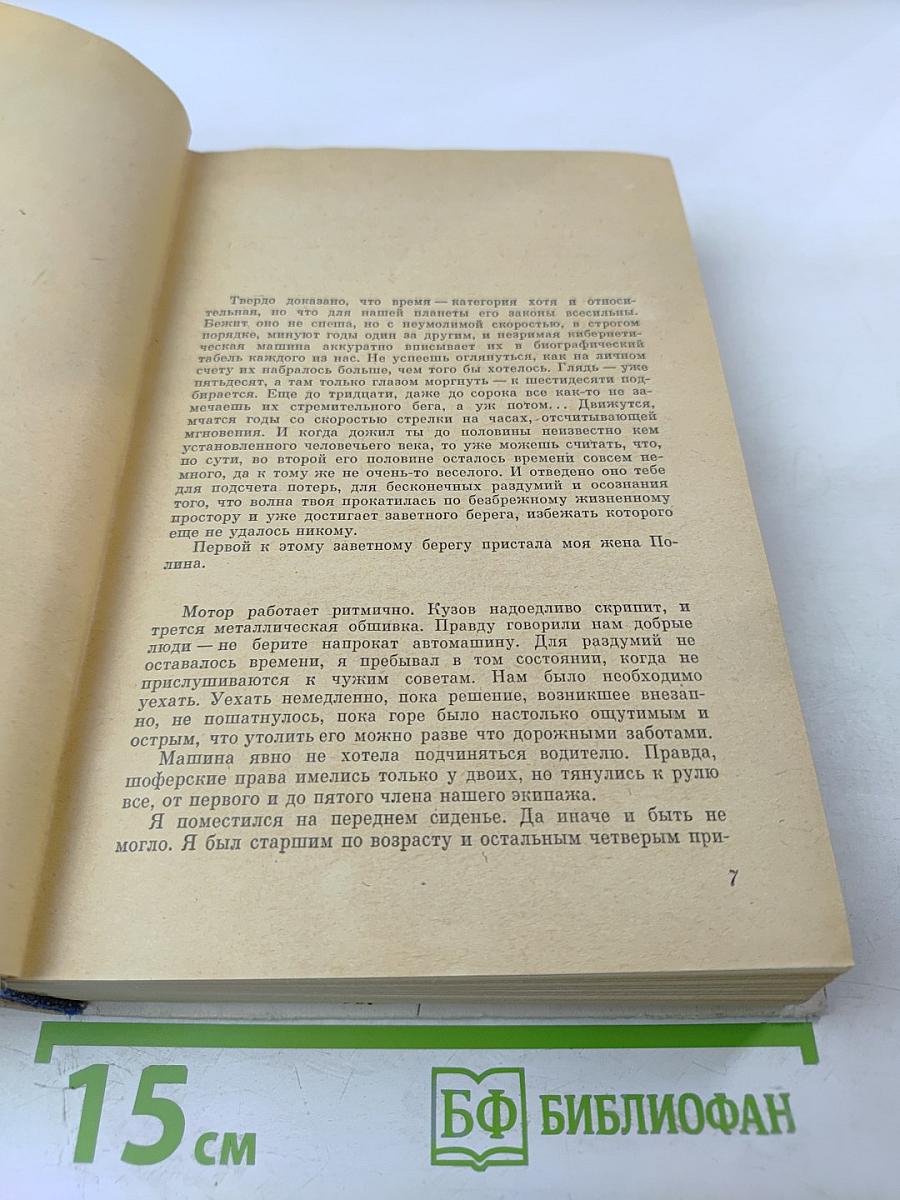 Твердо доказано, что время — категория хотя и относи-
тельная, но что для нашей планеты его законы всесильны.
Бежит оно не спеша, но с неумолимой скоростью, в строгом
порядке, минуют годы один за другим, и незримая кибернети-
ческая машина аккуратно вписывает их в биографический
табель каждого из нас. Не успеешь оглянуться, как на личном
счету их набралось больше, чем того бы хотелось. Глядь — уже
пятьдесят, а там только глазом моргнуть — к шестидесяти под-
бирается. Еще до тридцати, даже до сорока все как-то не за-
мечаешь их стремительного бега, а уж потом... Движутся,
мчатся годы со скоростью стрелки на часах, отсчитывающей
мгновения. И когда дожил ты до половины неизвестно кем
установленного человечьего века, то уже можешь считать, что,
по сути, во второй его половине осталось времени совсем не-
много, да к тому же не очень-то веселого. И отведено оно тебе
для подсчета потерь, для бесконечных раздумий и осознания
того, что волна твоя прокатилась по безбрежному жизненному
простору и уже достигает заветного берега, избежать которого
еще не удалось никому.
Первой к этому заветному берегу пристала моя жена По-
лина.
Мотор работает ритмично. Кузов надоедливо скрипит, и
трется металлическая обшивка. Правду говорили нам добрые
люди — не берите напрокат автомашину. Для раздумий не
оставалось времени, я пребывал в том состоянии, когда не
прислушиваются к чужим советам. Нам было необходимо
уехать. Уехать немедленно, пока решение, возникшее внезап-
но, не пошатнулось, пока горе было настолько ощутимым и
острым, что утолить его можно разве что дорожными заботами.
Машина явно не хотела подчиняться водителю. Правда,
шоферские права имелись только у двоих, но тянулись к рулю
все, от первого и до пятого члена нашего экипажа.
Я поместился на переднем сиденье. Да иначе и быть не
могло. Я был старшим по возрасту и остальным четверым при-
7
15 см
БФ БИБЛИОФАН